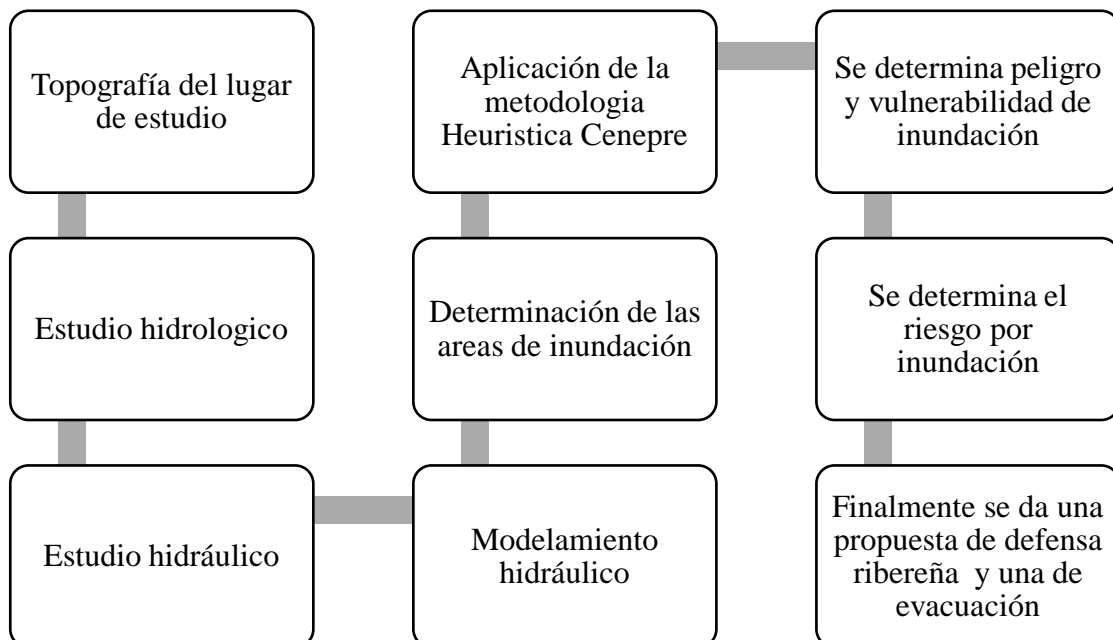 Topografía del lugar
de estudio
Estudio hidrologico
Estudio hidráulico
Modelamiento
hidráulico
Determinación de las
areas de inundación
Aplicación de la
metodologia
Heuristica Cenepre
Se determina peligro
y vulnerabilidad de
inundación
Se determina el
riesgo por
inundación
Finalmente se da una
propuesta de defensa
ribereña y una de
evacuación